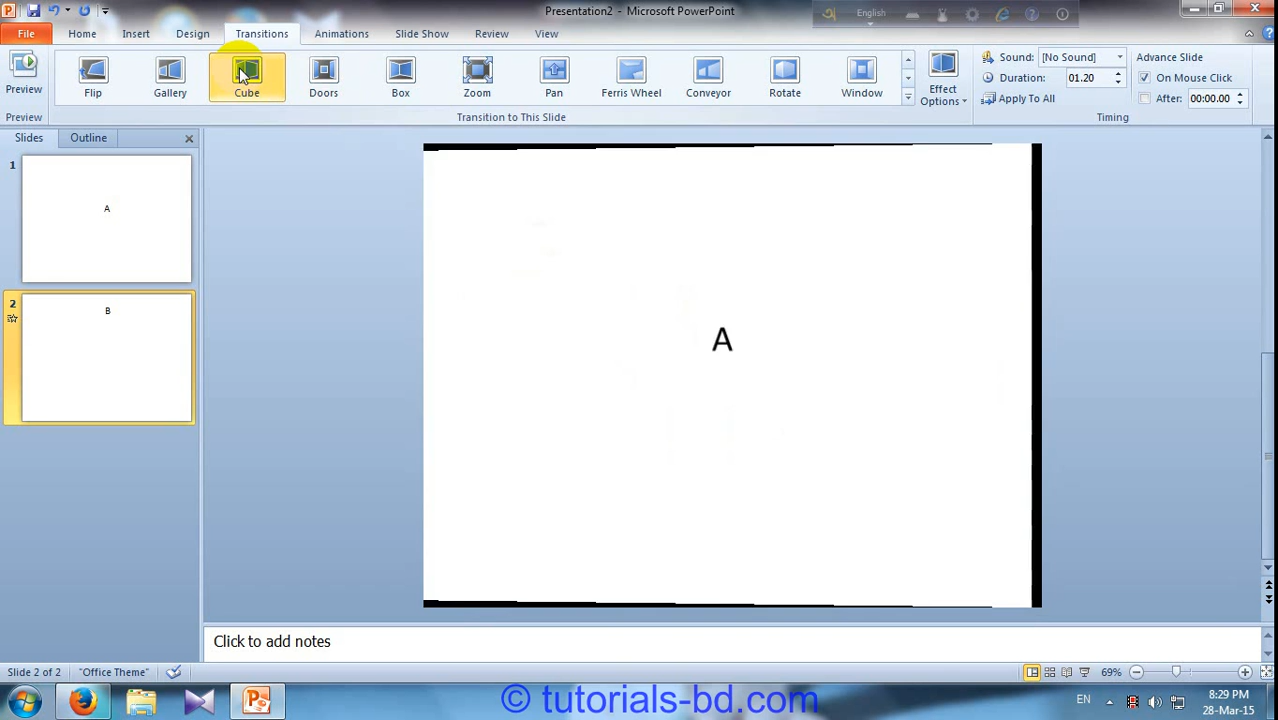 Presentation2 - Microsoft PowerPoint
English
File Home Insert Design Transitions Animations Slide Show Review View
Preview
Flip Gallery Cube Doors Box Zoom Pan Ferris Wheel Conveyor Rotate Window
Effect Options
Sound: [No Sound]
Duration: 01.20
Apply To All
Advance Slide
On Mouse Click
After: 00:00.00
Preview Transition to This Slide Timing
Slides Outline
1
A
2
B
A
Click to add notes
Slide 2 of 2 "Office Theme" 69%
© tutorials-bd.com
EN
8:29 PM
28-Mar-15